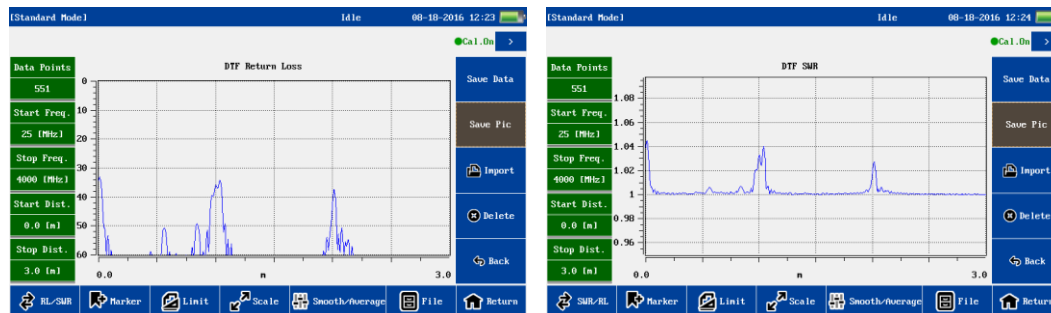 [Standard Mode] Idle 08-18-2016 12:23
Cal.On >
Data Points
551
Start Freq.
25 [MHz]
Stop Freq.
4000 [MHz]
Start Dist.
0.0 [m]
Stop Dist.
3.0 [m]
DTF Return Loss
0
10
20
30
40
50
60
0.0 m 3.0
Save Data
Save Pic
Import
Delete
Back
RL/SWR Marker Limit Scale Smooth/Average File Return
[Standard Mode] Idle 08-18-2016 12:24
Cal.On >
Data Points
551
Start Freq.
25 [MHz]
Stop Freq.
4000 [MHz]
Start Dist.
0.0 [m]
Stop Dist.
3.0 [m]
DTF SWR
1.08
1.06
1.04
1.02
1
0.98
0.96
0.0 m 3.0
Save Data
Save Pic
Import
Delete
Back
SWR/RL Marker Limit Scale Smooth/Average File Return